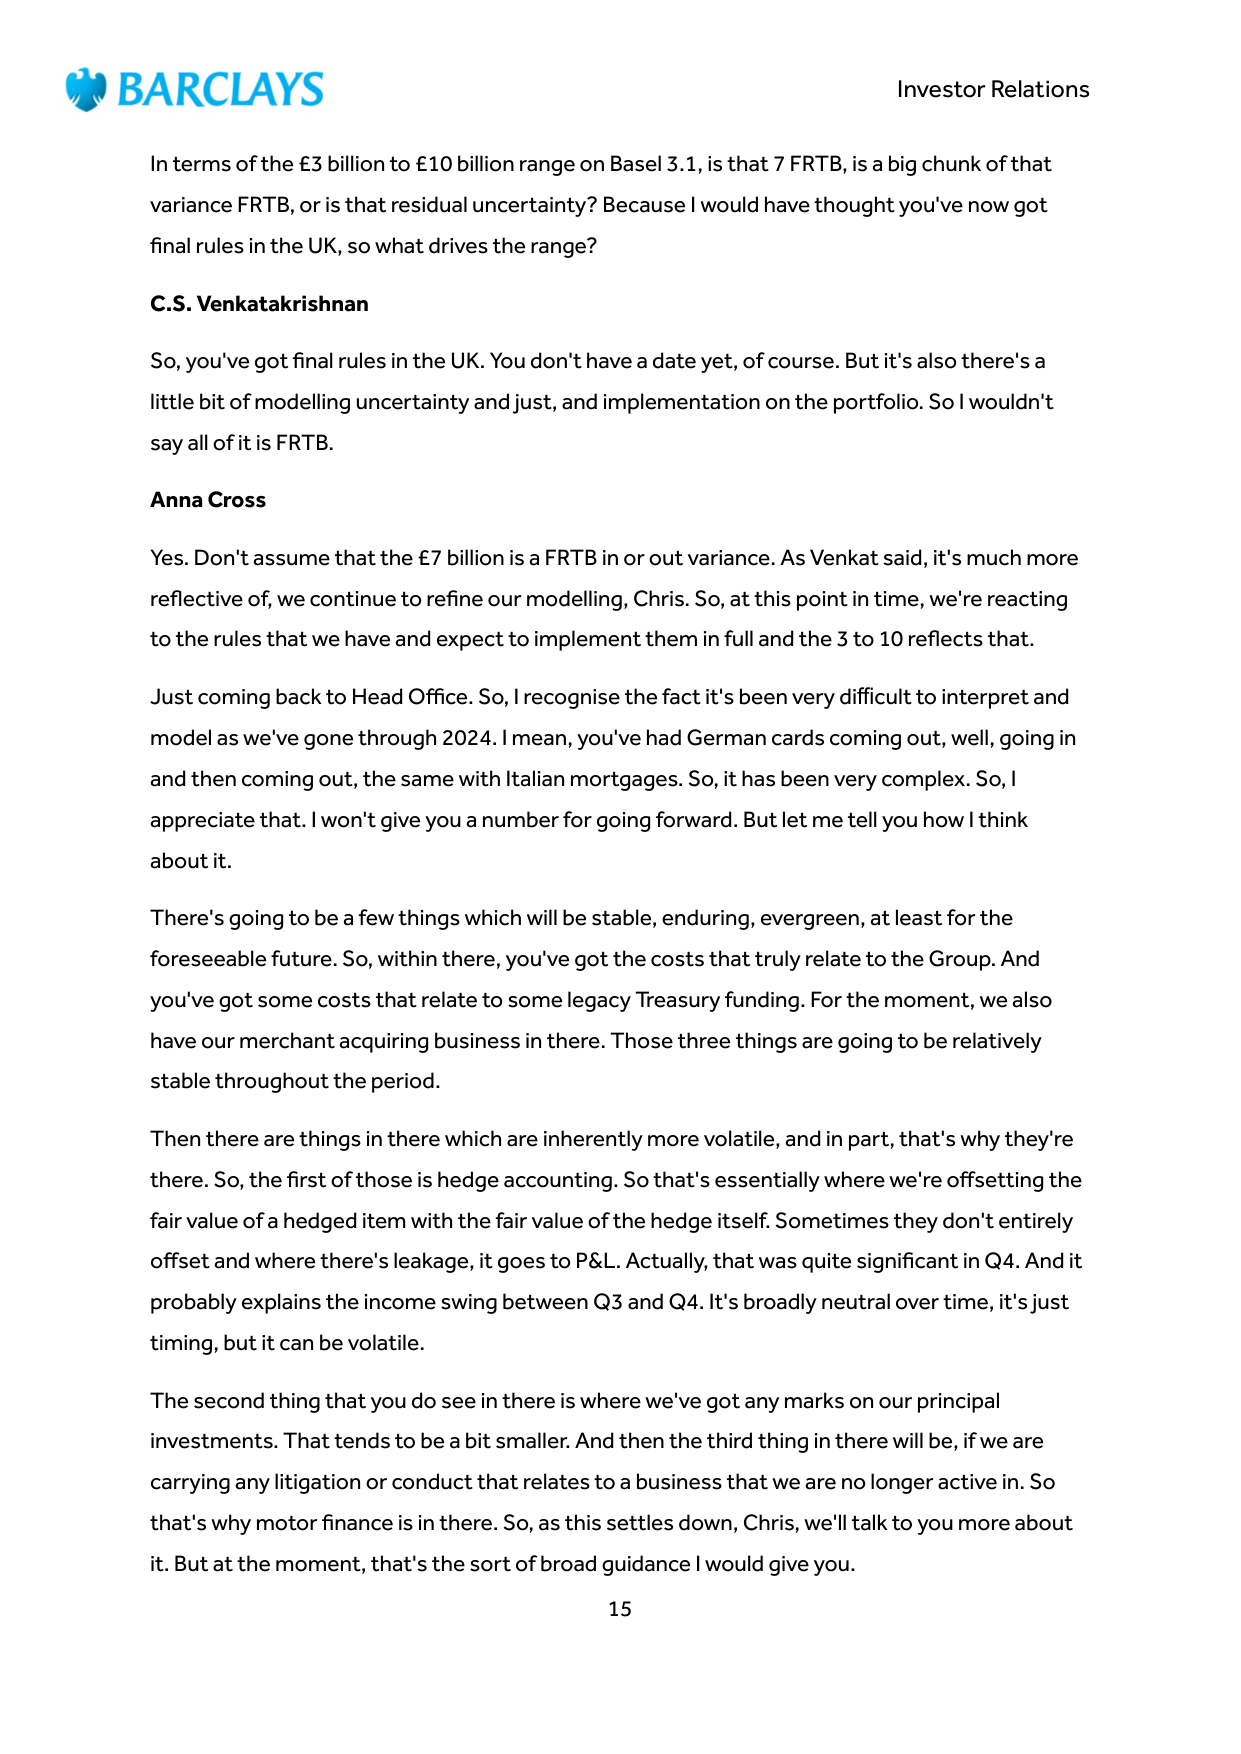 BARCLAYS
Investor Relations
In terms of the £3 billion to £10 billion range on Basel 3.1, is that 7 FRTB, is a big chunk of that
variance FRTB, or is that residual uncertainty? Because I would have thought you've now got
final rules in the UK, so what drives the range?
C.S. Venkatakrishnan
So, you've got final rules in the UK. You don't have a date yet, of course. But it's also there's a
little bit of modelling uncertainty and just, and implementation on the portfolio. So I wouldn't
say all of it is FRTB.
Anna Cross
Yes. Don't assume that the £7 billion is a FRTB in or out variance. As Venkat said, it's much more
reflective of, we continue to refine our modelling, Chris. So, at this point in time, we're reacting
to the rules that we have and expect to implement them in full and the 3 to 10 reflects that.
Just coming back to Head Office. So, I recognise the fact it's been very difficult to interpret and
model as we've gone through 2024. I mean, you've had German cards coming out, well, going in
and then coming out, the same with Italian mortgages. So, it has been very complex. So, I
appreciate that. I won't give you a number for going forward. But let me tell you how I think
about it.
There's going to be a few things which will be stable, enduring, evergreen, at least for the
foreseeable future. So, within there, you've got the costs that truly relate to the Group. And
you've got some costs that relate to some legacy Treasury funding. For the moment, we also
have our merchant acquiring business in there. Those three things are going to be relatively
stable throughout the period.
Then there are things in there which are inherently more volatile, and in part, that's why they're
there. So, the first of those is hedge accounting. So that's essentially where we're offsetting the
fair value of a hedged item with the fair value of the hedge itself. Sometimes they don't entirely
offset and where there's leakage, it goes to P&L. Actually, that was quite significant in Q4. And it
probably explains the income swing between Q3 and Q4. It's broadly neutral over time, it's just
timing, but it can be volatile.
The second thing that you do see in there is where we've got any marks on our principal
investments. That tends to be a bit smaller. And then the third thing in there will be, if we are
carrying any litigation or conduct that relates to a business that we are no longer active in. So
that's why motor finance is in there. So, as this settles down, Chris, we'll talk to you more about
it. But at the moment, that's the sort of broad guidance I would give you.
15